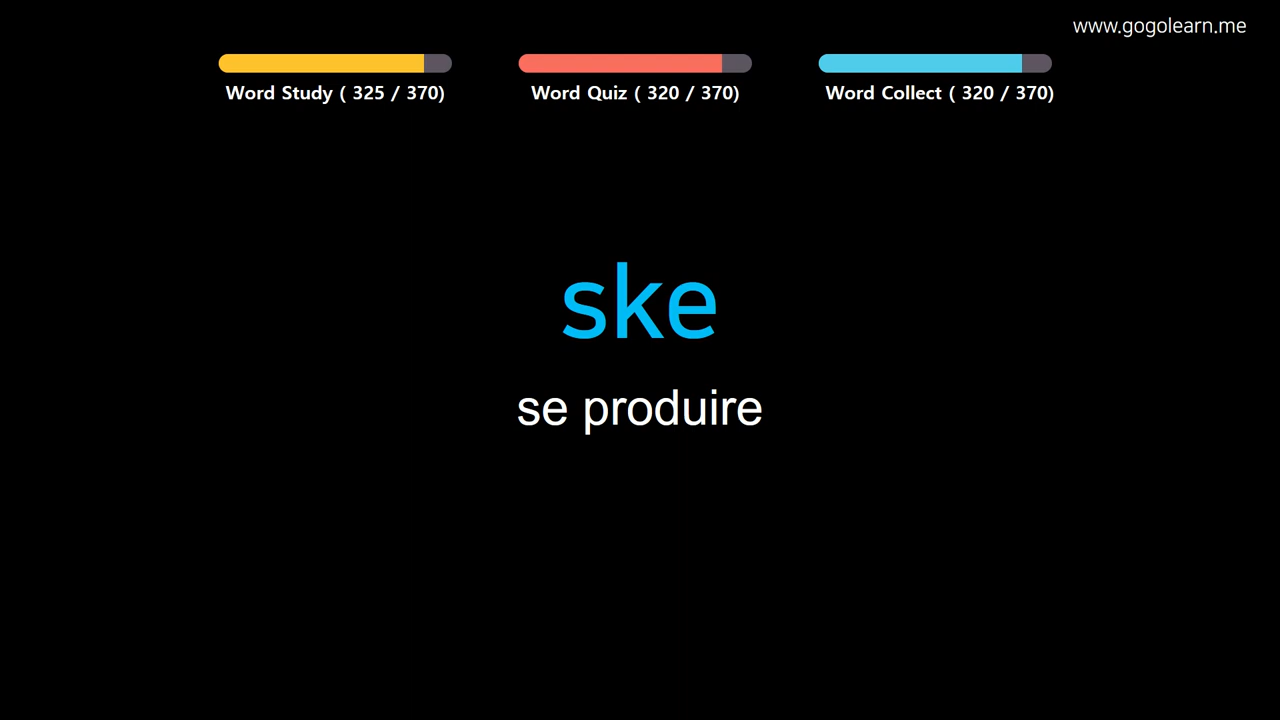 www.gogolearn.me
Word Study ( 325 / 370)
Word Quiz ( 320 / 370)
Word Collect ( 320 / 370)
ske
se produire